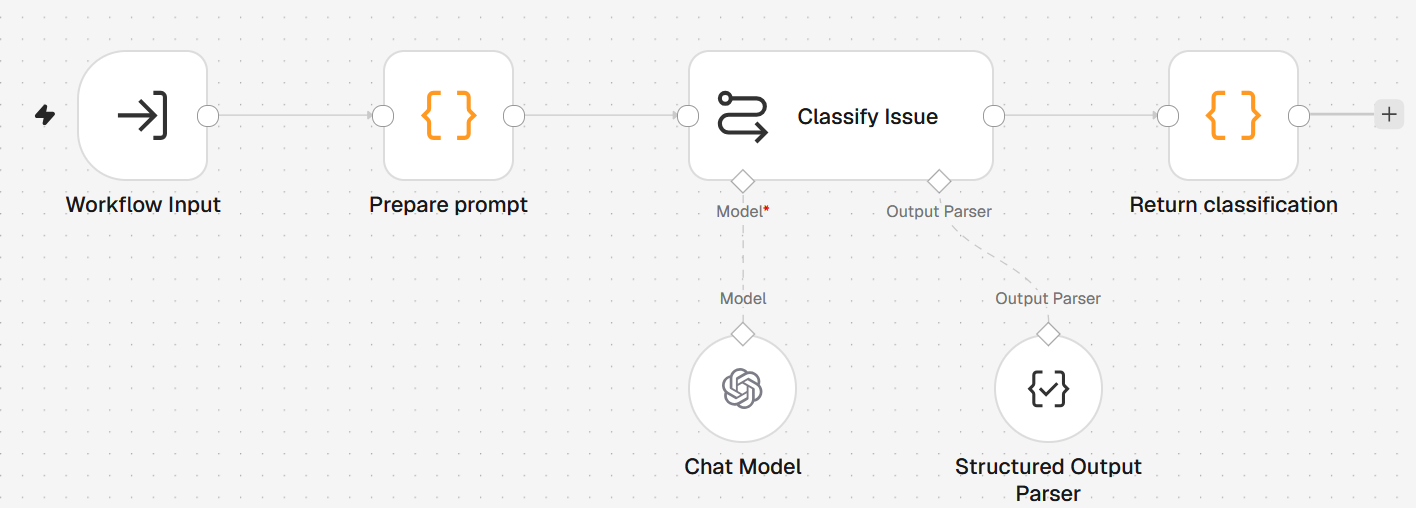 Classify Issue
Workflow Input
Prepare prompt
Return classification
Model*
Output Parser
Model
Output Parser
Chat Model
Structured Output
Parser